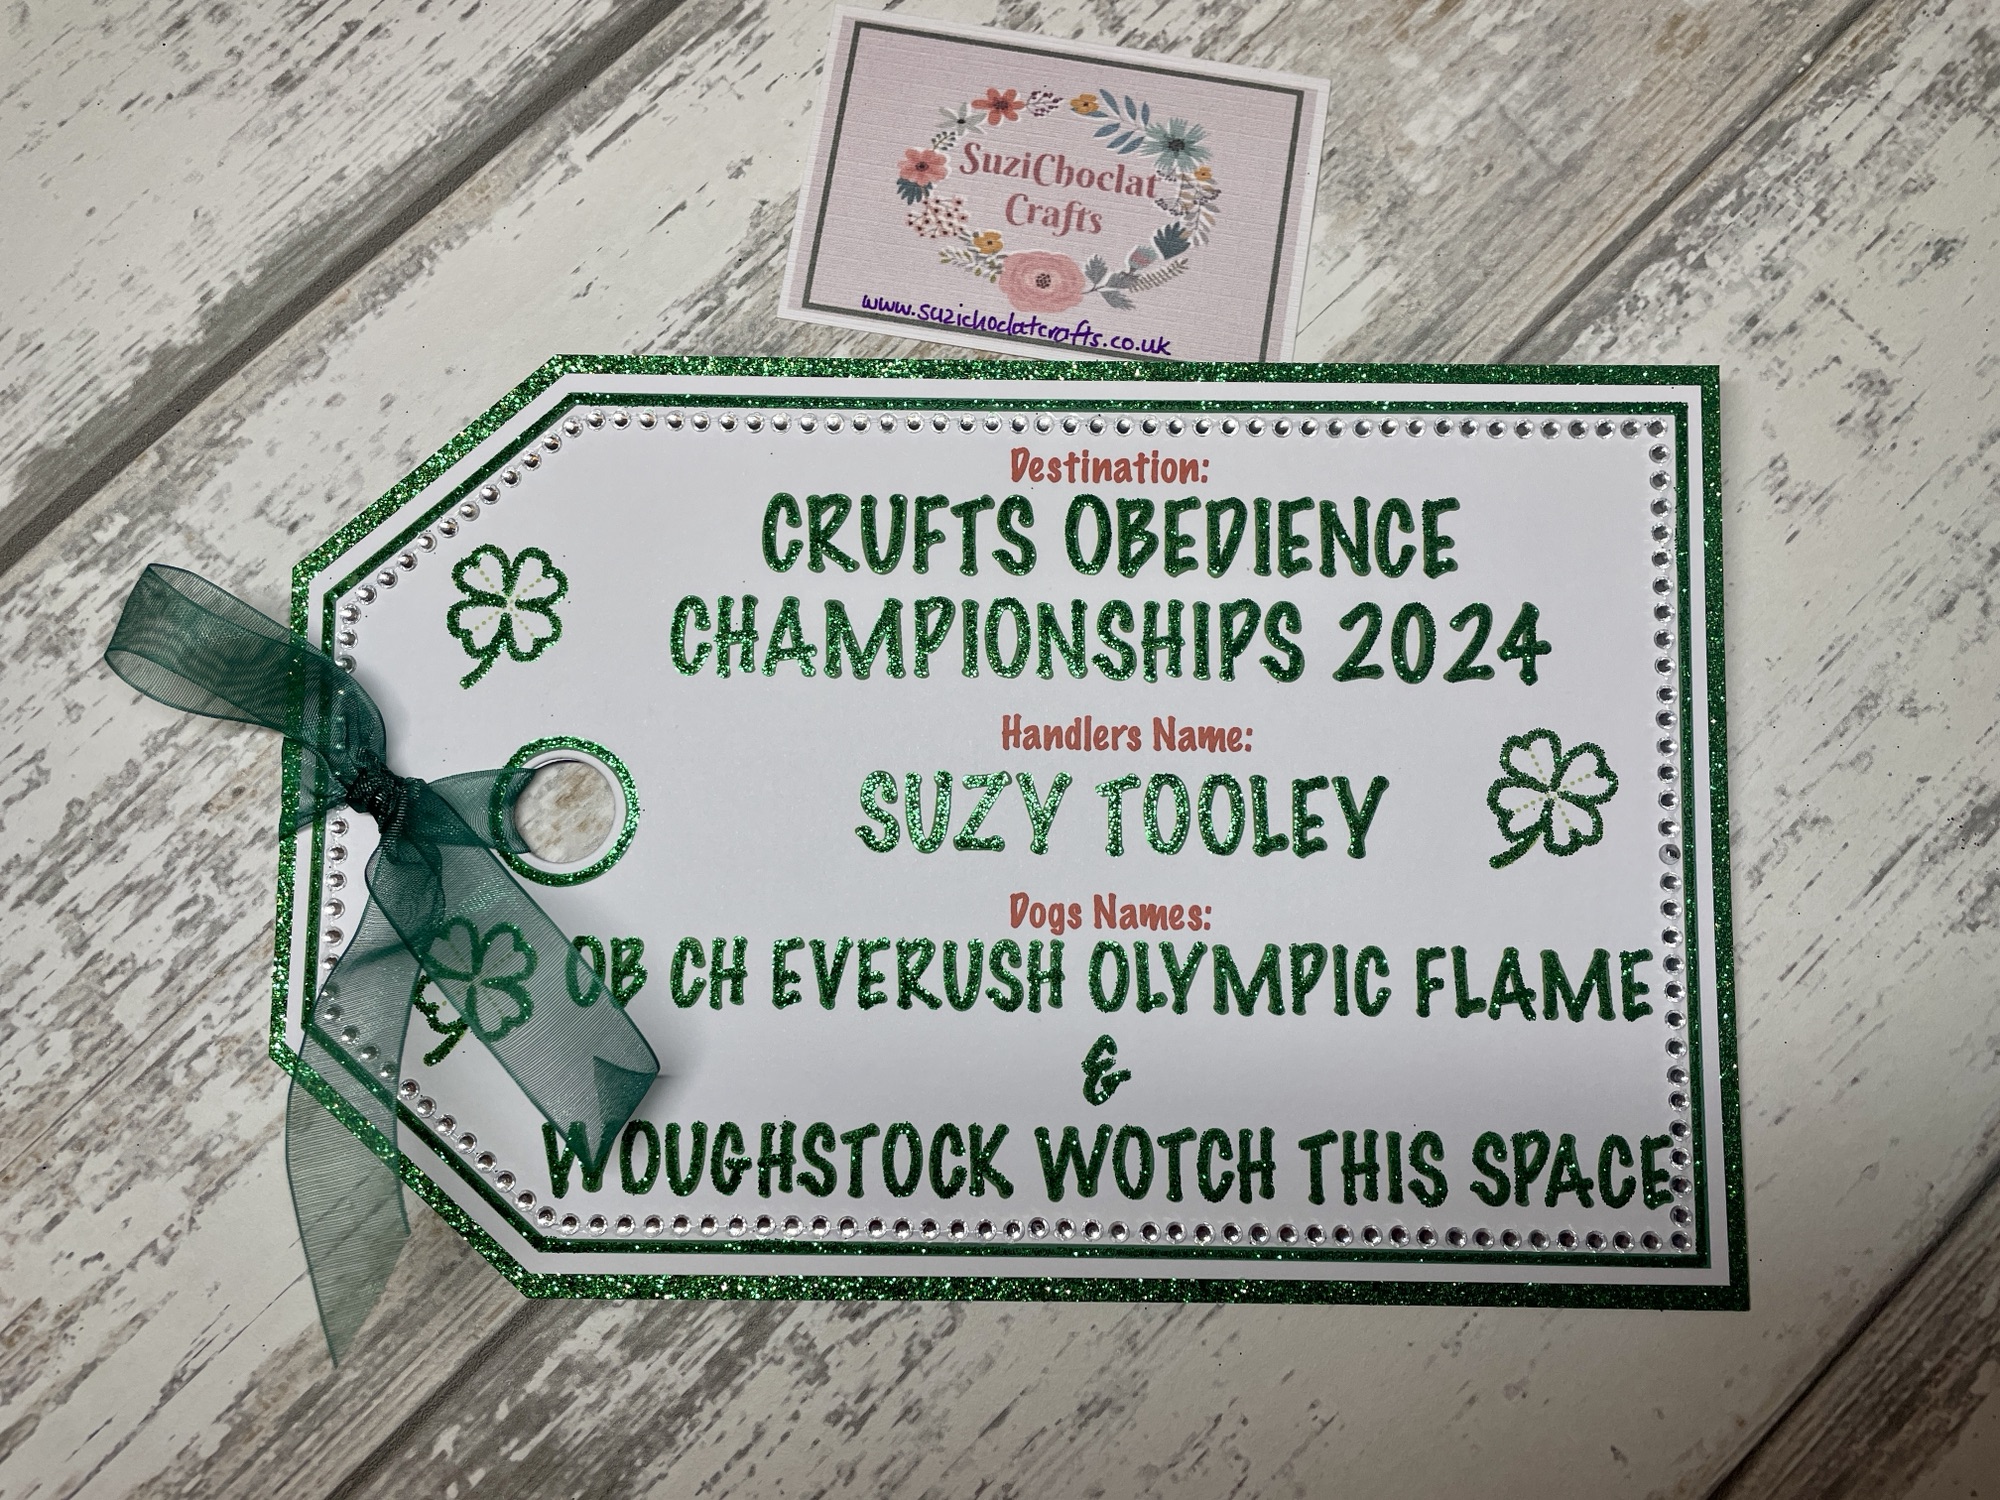 SuziChoclat
Crafts
www.suzichoclatcrafts.co.uk
Destination:
CRUFTS OBEDIENCE
CHAMPIONSHIPS 2024
Handlers Name:
SUZY TOOLEY
Dogs Names:
OB CH EVERUSH OLYMPIC FLAME
&
WOUGHSTOCK WOTCH THIS SPACE